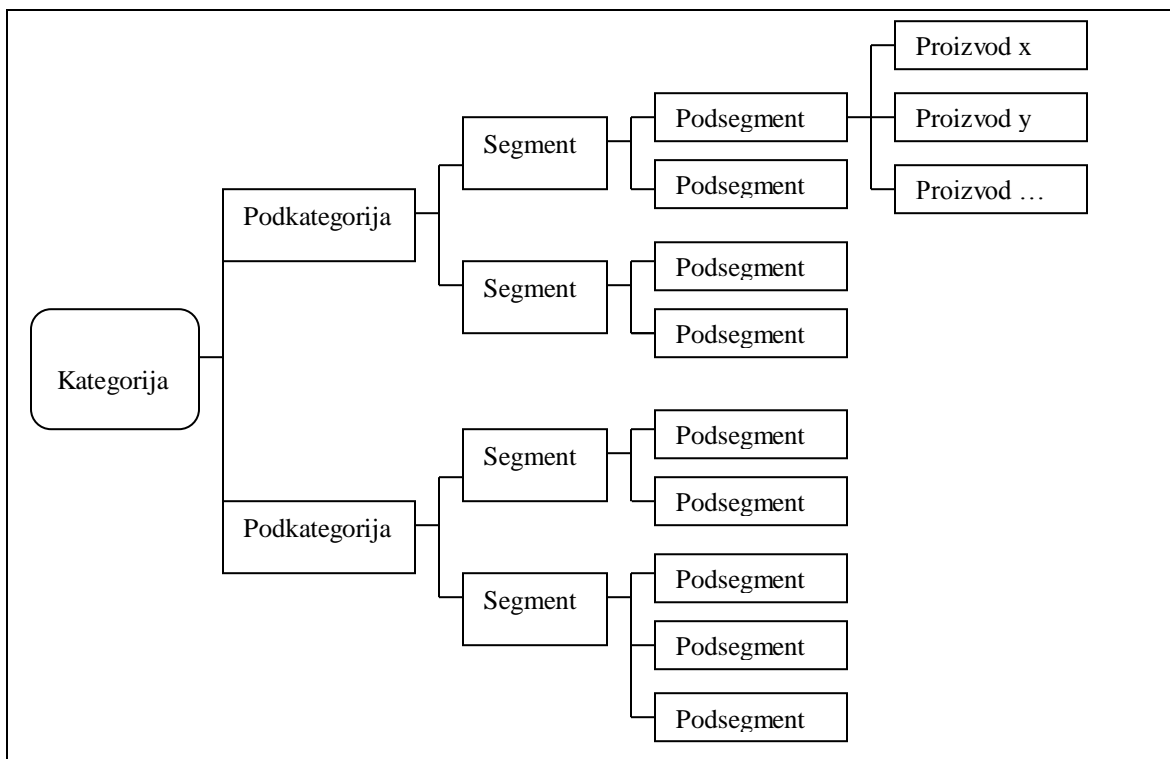 Proizvod x
Podsegment
Proizvod y
Segment
Podsegment
Proizvod …
Podkategorija
Podsegment
Segment
Podsegment
Kategorija
Podsegment
Segment
Podsegment
Podkategorija
Podsegment
Segment
Podsegment
Podsegment